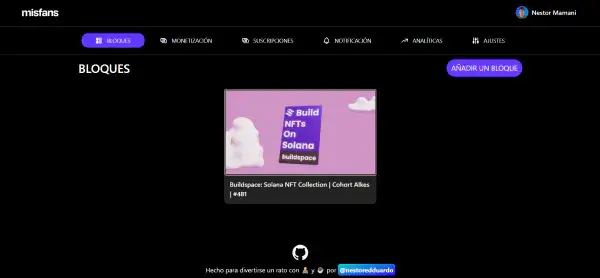 misfans
Nestor Mamani
BLOQUES MONETIZACIÓN SUSCRIPCIONES NOTIFICACIÓN ANALÍTICAS AJUSTES
BLOQUES
AÑADIR UN BLOQUE
Build
NFTs
On
Solana
buildspace
Buildspace: Solana NFT Collection | Cohort Alkes
| #481
Hecho para divertirse un rato con y por @nestoredduardo